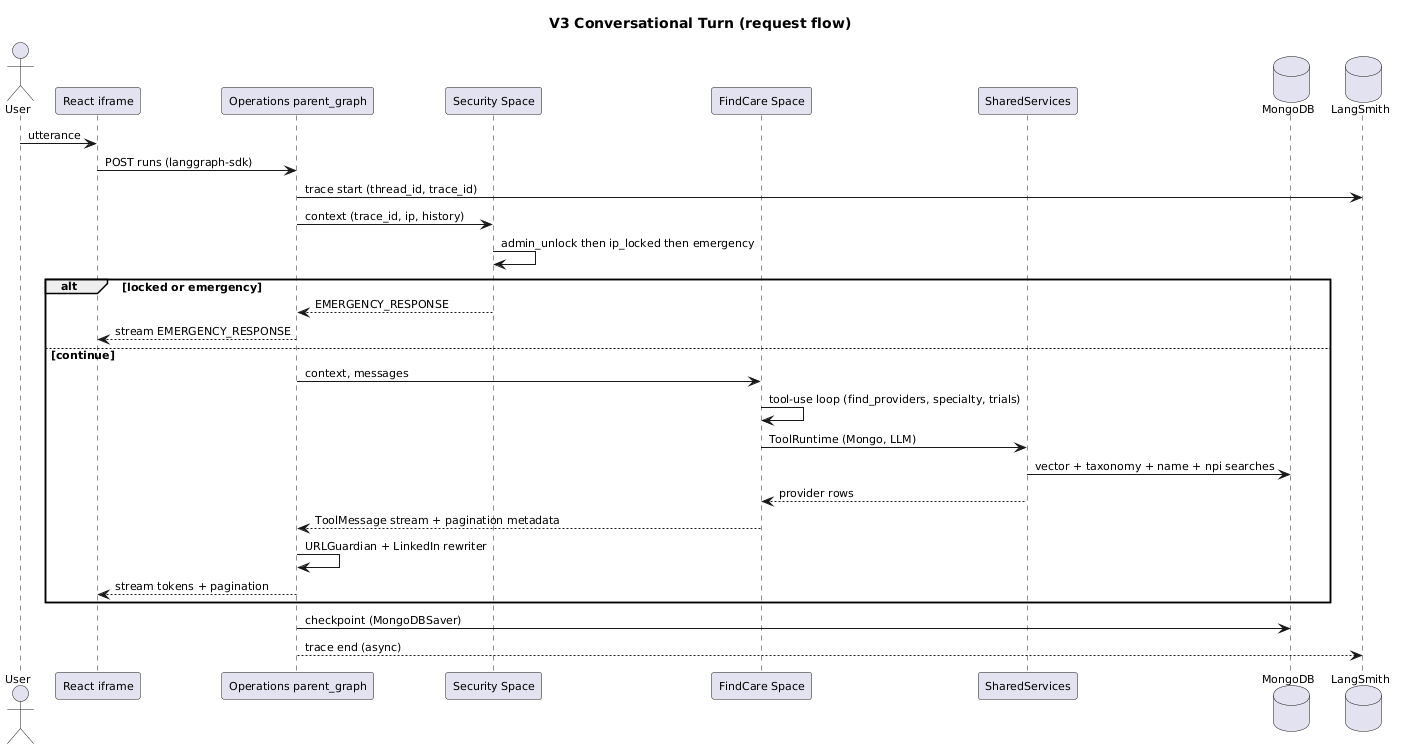 V3 Conversational Turn (request flow)
User
React iframe
Operations parent_graph
Security Space
FindCare Space
SharedServices
MongoDB
LangSmith
utterance
POST runs (langgraph-sdk)
trace start (thread_id, trace_id)
context (trace_id, ip, history)
admin_unlock then ip_locked then emergency
alt
[locked or emergency]
EMERGENCY_RESPONSE
stream EMERGENCY_RESPONSE
[continue]
context, messages
tool-use loop (find_providers, specialty, trials)
ToolRuntime (Mongo, LLM)
vector + taxonomy + name + npi searches
provider rows
ToolMessage stream + pagination metadata
URLGuardian + LinkedIn rewriter
stream tokens + pagination
checkpoint (MongoDBSaver)
trace end (async)
User
React iframe
Operations parent_graph
Security Space
FindCare Space
SharedServices
MongoDB
LangSmith